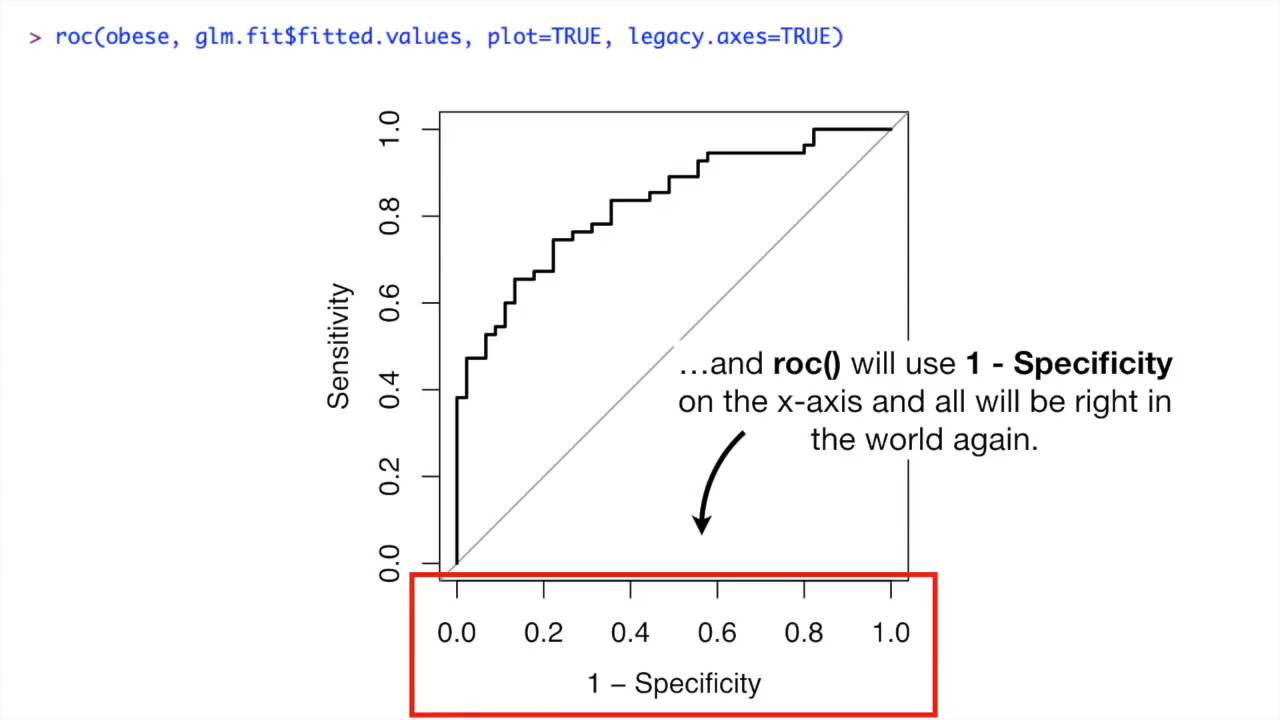 > roc(obese, glm.fit$fitted.values, plot=TRUE, legacy.axes=TRUE)
1.0
0.8
0.6
0.4
0.2
0.0
Sensitivity
…and roc() will use 1 - Specificity
on the x-axis and all will be right in
the world again.
0.0 0.2 0.4 0.6 0.8 1.0
1 – Specificity